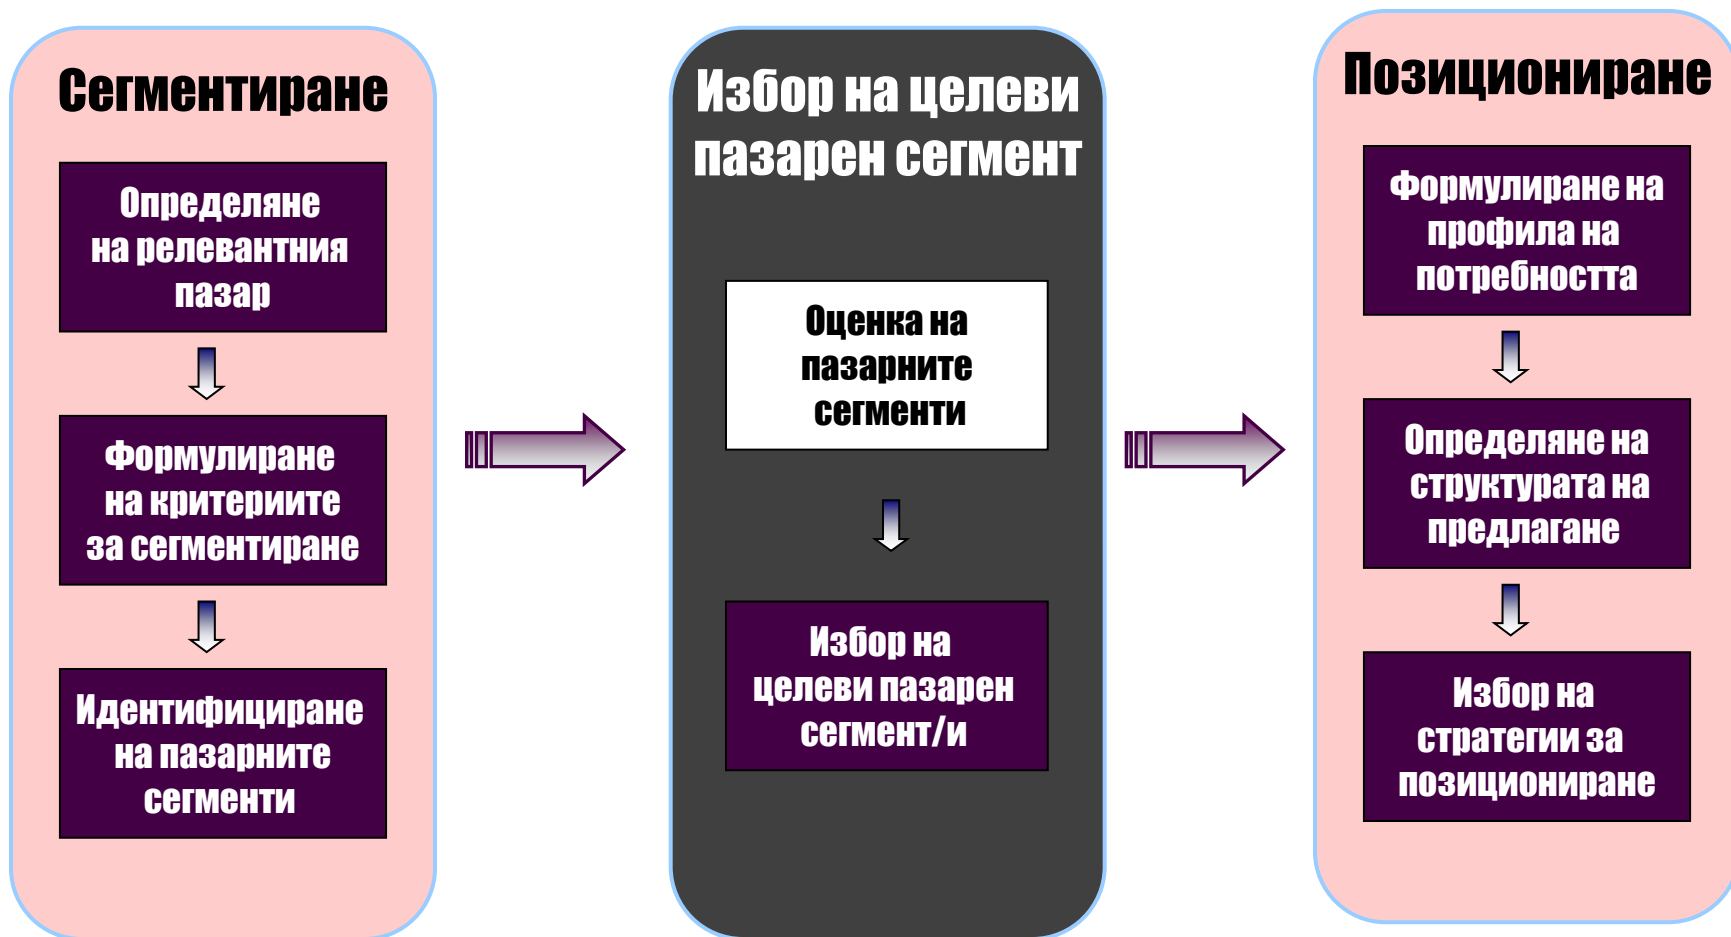 Сегментиране
Определяне
на релевантния
пазар
Формулиране
на критериите
за сегментиране
Идентифициране
на пазарните
сегменти
Избор на целеви
пазарен сегмент
Оценка на
пазарните
сегменти
Избор на
целеви пазарен
сегмент/и
Позициониране
Формулиране на
профила на
потребността
Определяне на
структурата на
предлагане
Избор на
стратегии за
позициониране